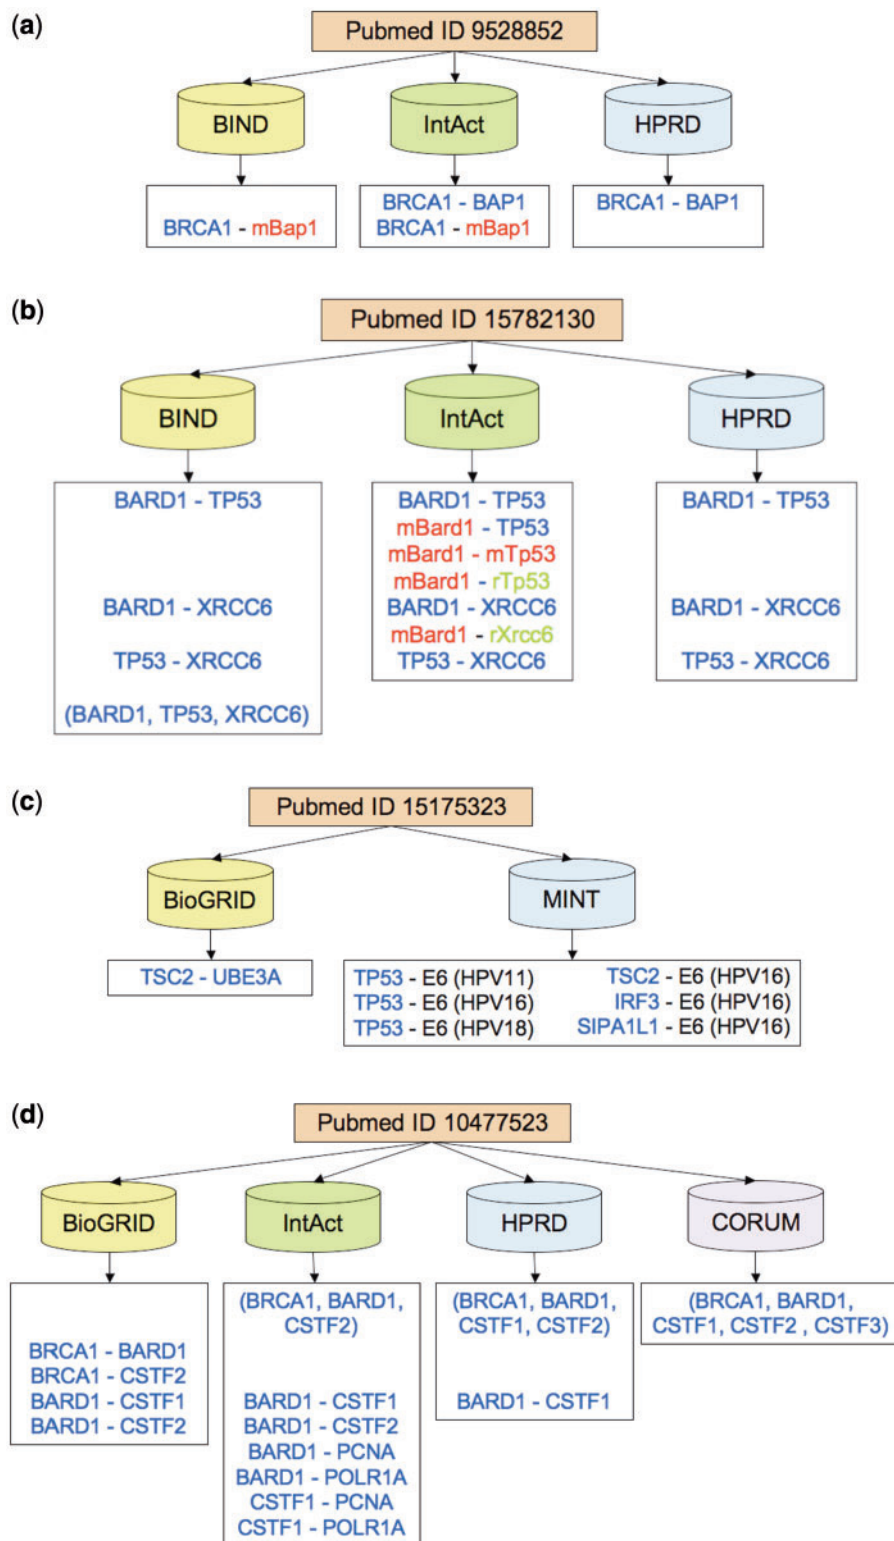 (a)
Pubmed ID 9528852
BIND
IntAct
HPRD
BRCA1 - mBap1
BRCA1 - BAP1
BRCA1 - mBap1
BRCA1 - BAP1
(b)
Pubmed ID 15782130
BIND
IntAct
HPRD
BARD1 - TP53
BARD1 - XRCC6
TP53 - XRCC6
(BARD1, TP53, XRCC6)
BARD1 - TP53
mBard1 - TP53
mBard1 - mTp53
mBard1 - rTp53
BARD1 - XRCC6
mBard1 - rXrcc6
TP53 - XRCC6
BARD1 - TP53
BARD1 - XRCC6
TP53 - XRCC6
(c)
Pubmed ID 15175323
BioGRID
MINT
TSC2 - UBE3A
TP53 - E6 (HPV11)
TP53 - E6 (HPV16)
TP53 - E6 (HPV18)
TSC2 - E6 (HPV16)
IRF3 - E6 (HPV16)
SIPA1L1 - E6 (HPV16)
(d)
Pubmed ID 10477523
BioGRID
IntAct
HPRD
CORUM
BRCA1 - BARD1
BRCA1 - CSTF2
BARD1 - CSTF1
BARD1 - CSTF2
(BRCA1, BARD1,
CSTF2)
BARD1 - CSTF1
BARD1 - CSTF2
BARD1 - PCNA
BARD1 - POLR1A
CSTF1 - PCNA
CSTF1 - POLR1A
(BRCA1, BARD1,
CSTF1, CSTF2)
BARD1 - CSTF1
(BRCA1, BARD1,
CSTF1, CSTF2 , CSTF3)